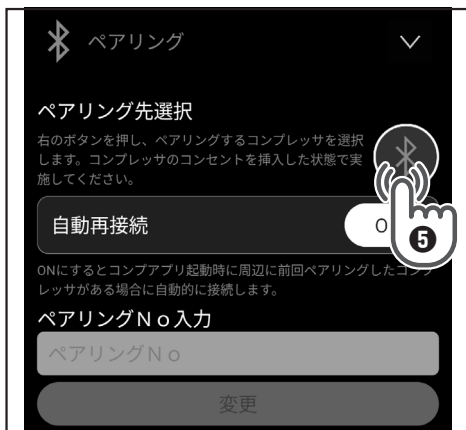 ペアリング
ペアリング先選択
右のボタンを押し、ペアリングするコンプレッサを選択
します。コンプレッサのコンセントを挿入した状態で実
施してください。
自動再接続
O
5
ONにするとコンプアプリ起動時に周辺に前回ペアリングしたコンプ
レッサがある場合に自動的に接続します。
ペアリングNo入力
ペアリングNo
変更